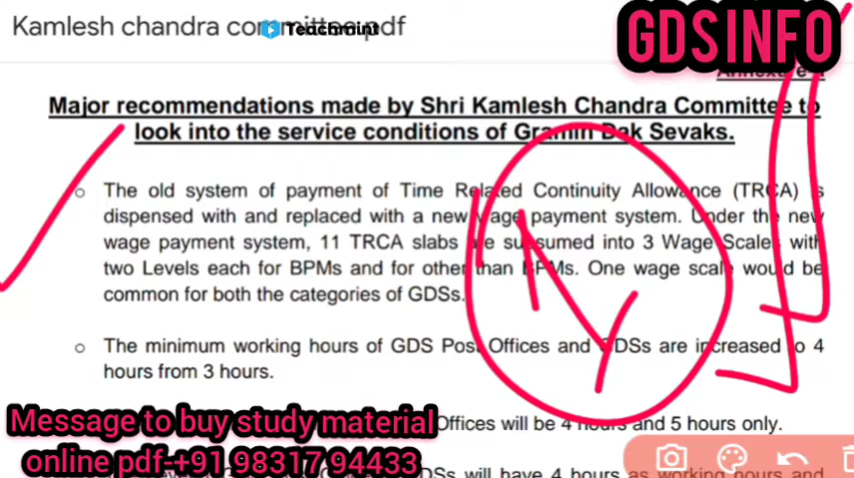 Kamlesh chandra committee.pdf
Teachmint
GDS INFO
Major recommendations made by Shri Kamlesh Chandra Committee to
look into the service conditions of Gramin Dak Sevaks.
o The old system of payment of Time Related Continuity Allowance (TRCA) is
dispensed with and replaced with a new wage payment system. Under the new
wage payment system, 11 TRCA slabs are subsumed into 3 Wage Scales with
two Levels each for BPMs and for other than BPMs. One wage scale would be
common for both the categories of GDSs.
o The minimum working hours of GDS Post Offices and GDSs are increased to 4
hours from 3 hours.
Offices will be 4 hours and 5 hours only.
Message to buy study material
online pdf-+91 98317 94433
GDSs will have 4 hours as working hours and